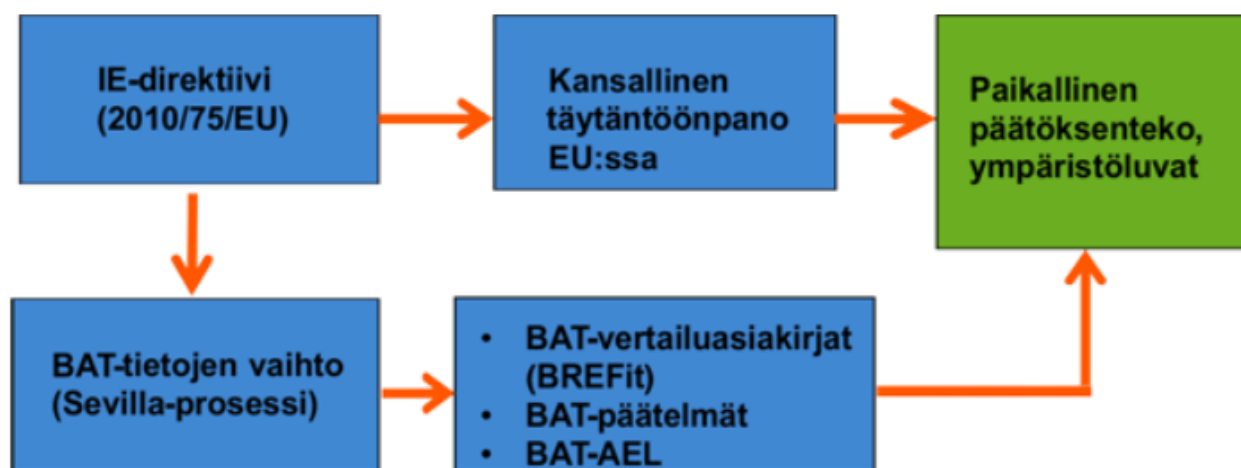 IE-direktiivi
(2010/75/EU)
Kansallinen
täytäntöönpano
EU:ssa
Paikallinen
päätöksenteko,
ympäristöluvat
BAT-tietojen vaihto
(Sevilla-prosessi)
• BAT-vertailuasiakirjat
(BREFit)
• BAT-päätelmät
• BAT-AEL